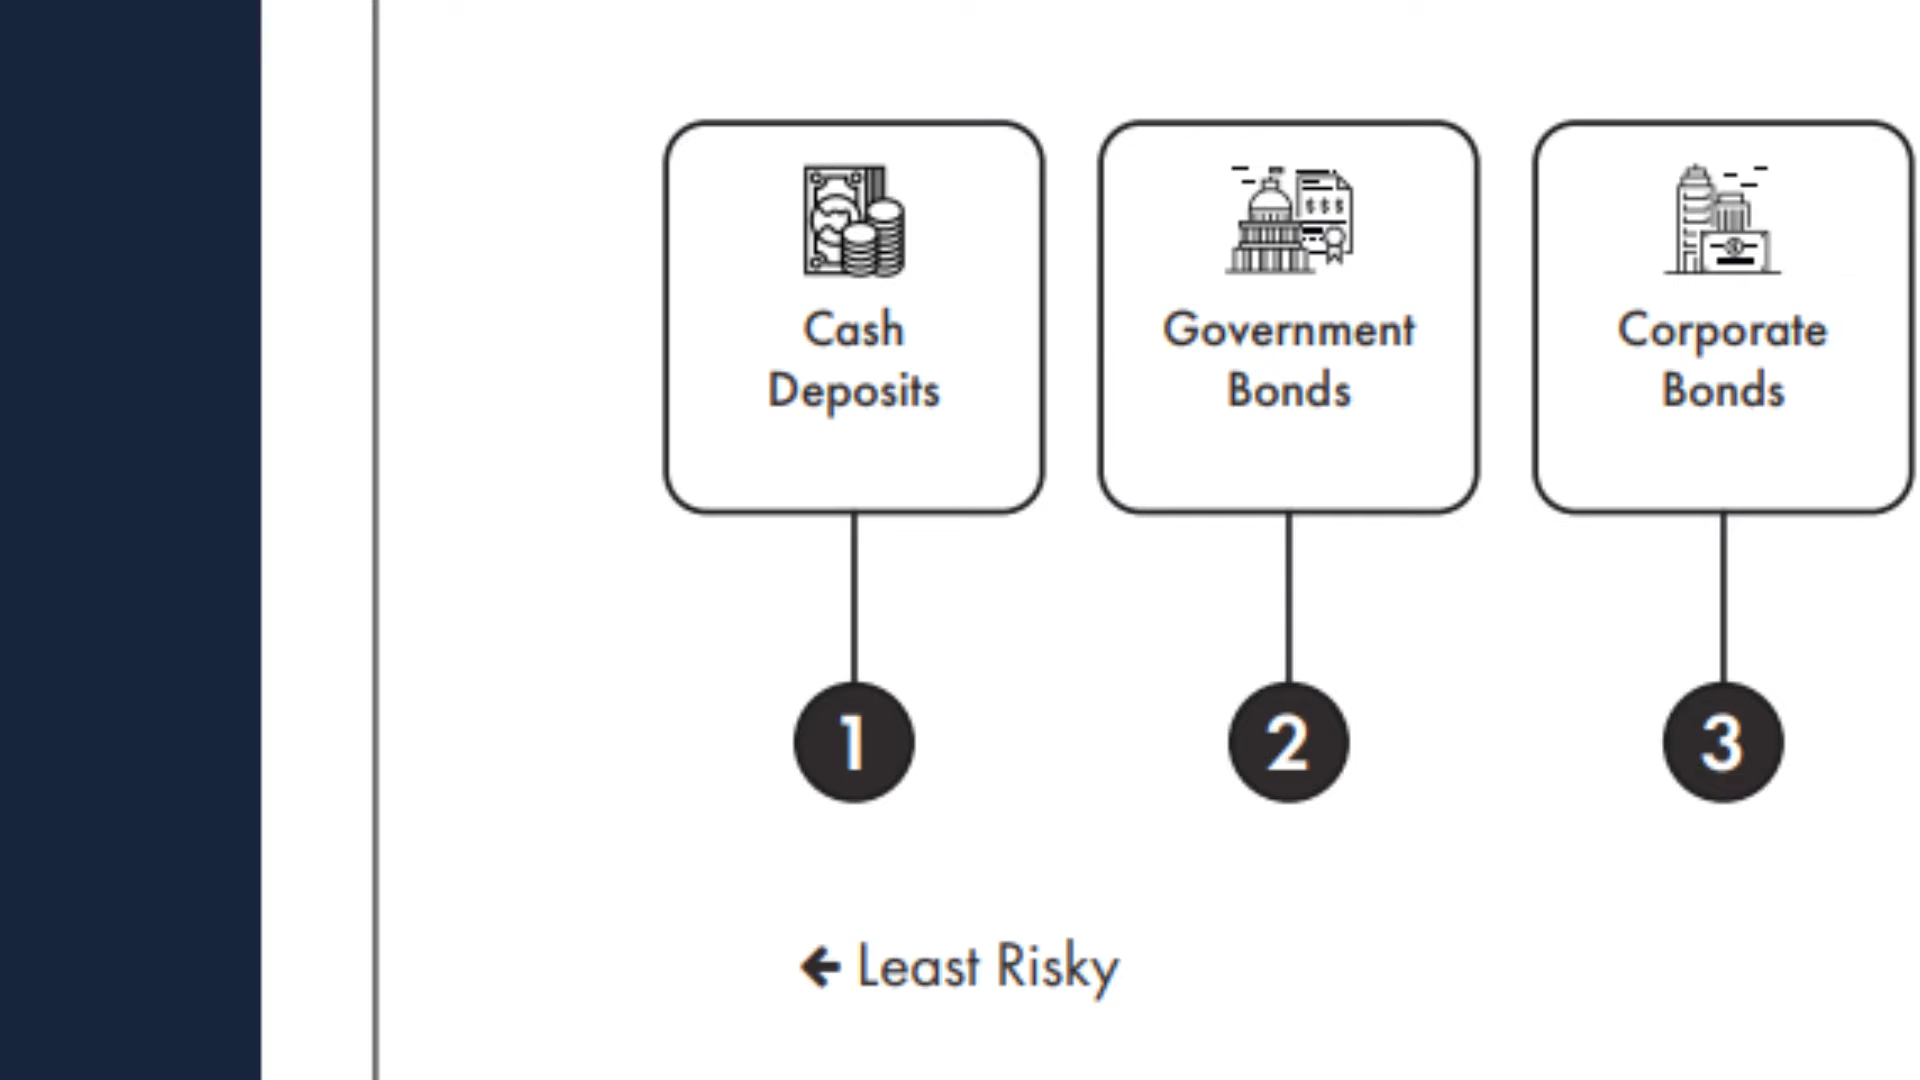 Cash
Deposits
Government
Bonds
Corporate
Bonds
$ $ $
1
2
3
← Least Risky